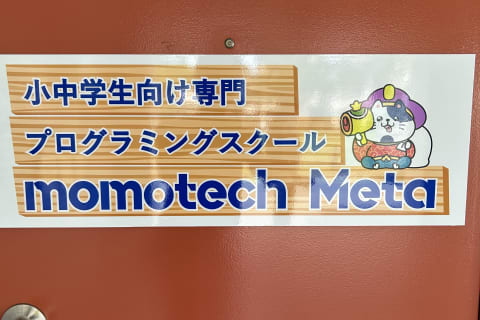 小中学生向け専門
プログラミングスクール
momotech Meta